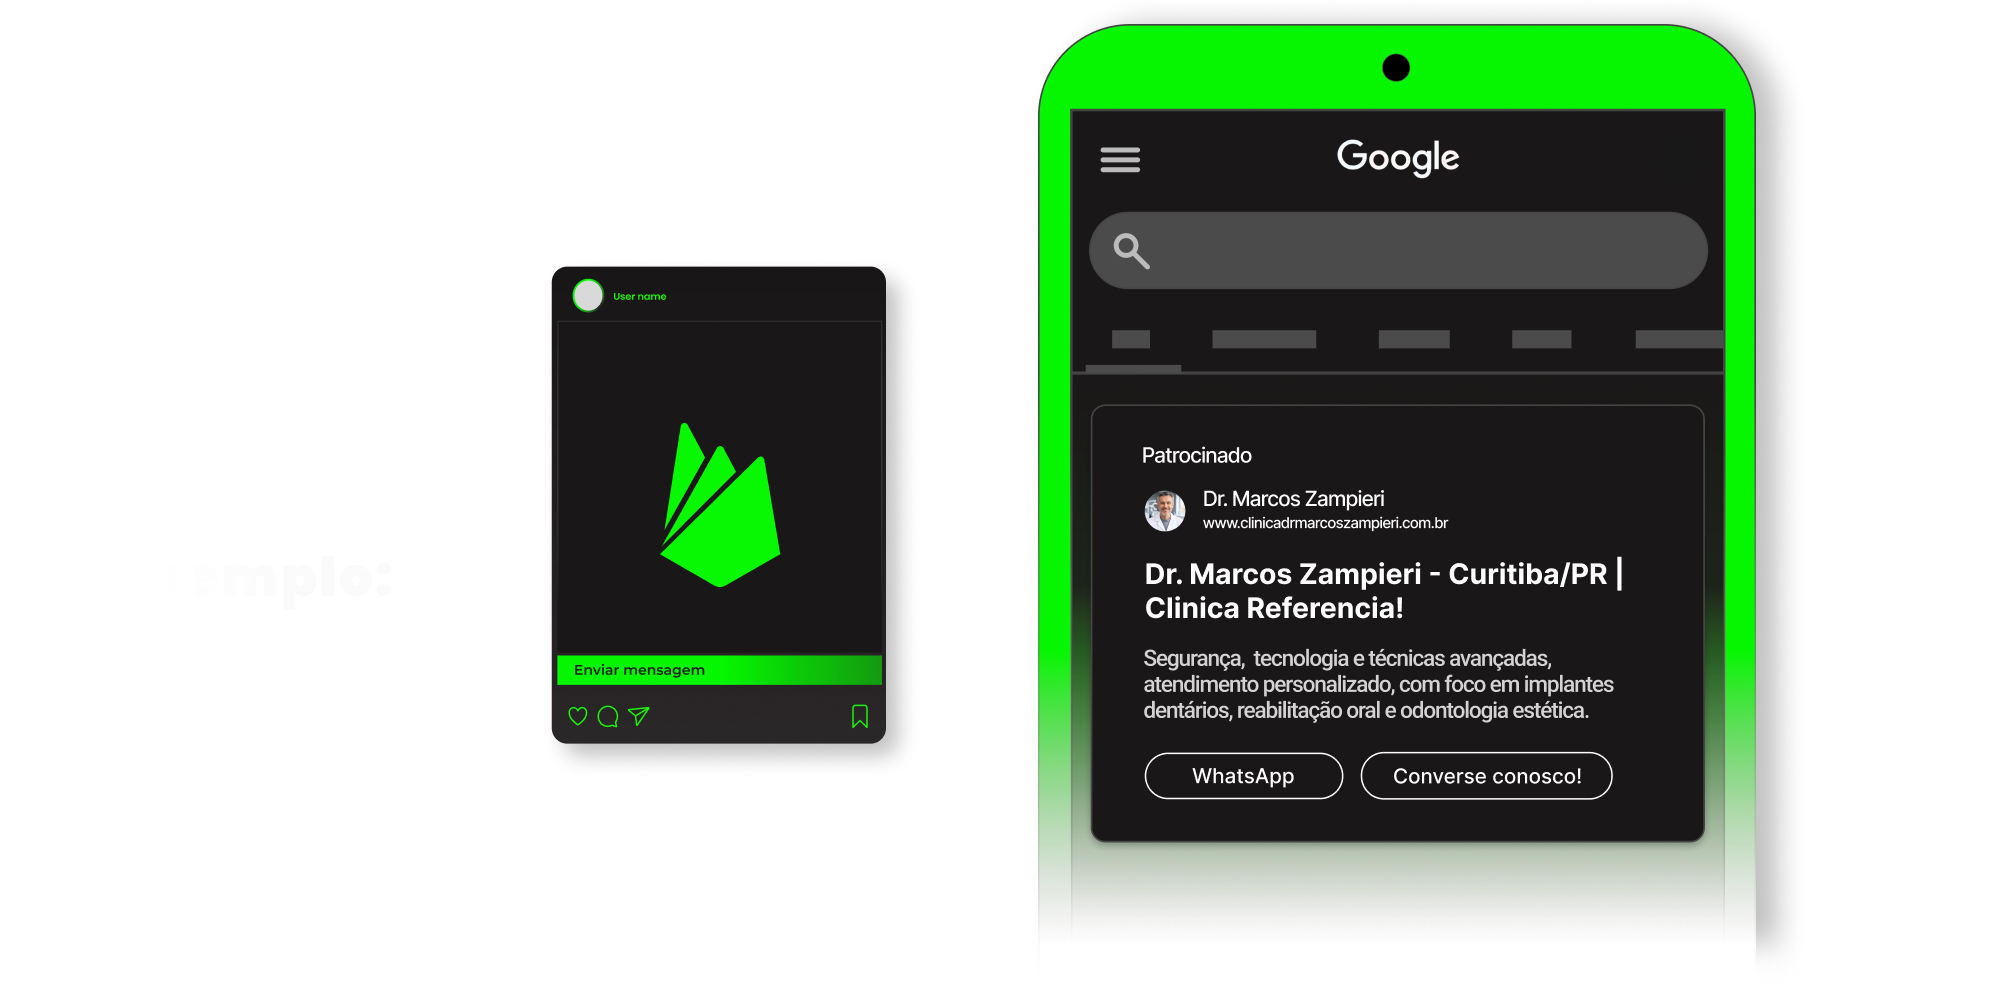 emplo:
User name
Enviar mensagem
Google
Patrocinado
Dr. Marcos Zampieri
www.clinicadrmarcoszampieri.com.br
Dr. Marcos Zampieri - Curitiba/PR |
Clinica Referencia!
Segurança, tecnologia e técnicas avançadas,
atendimento personalizado, com foco em implantes
dentários, reabilitação oral e odontologia estética.
WhatsApp
Converse conosco!